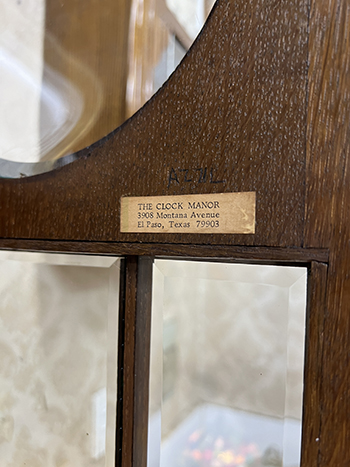 THE CLOCK MANOR
3908 Montana Avenue
El Paso, Texas 79903